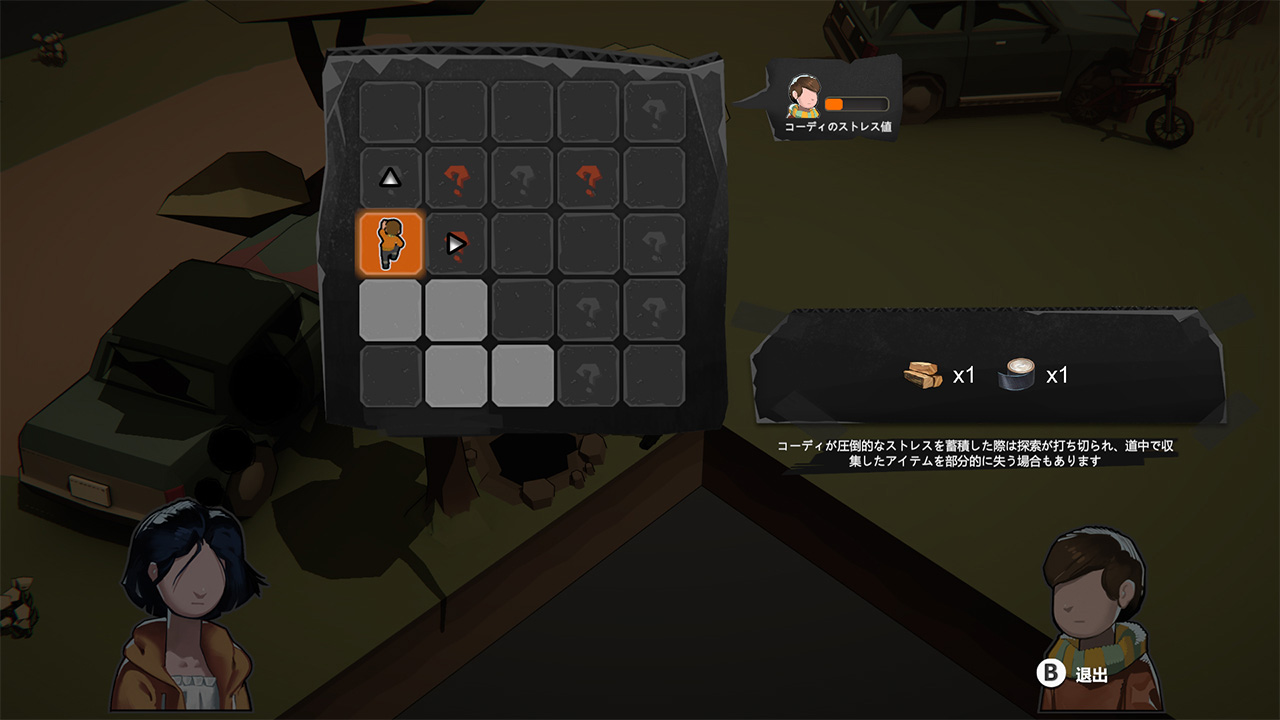 ?
? ? ?
? ?
? ?
?
コーディのストレス値
x1 x1
コーディが圧倒的なストレスを蓄積した際は探索が打ち切られ、道中で収
集したアイテムを部分的に失う場合もあります
B 退出